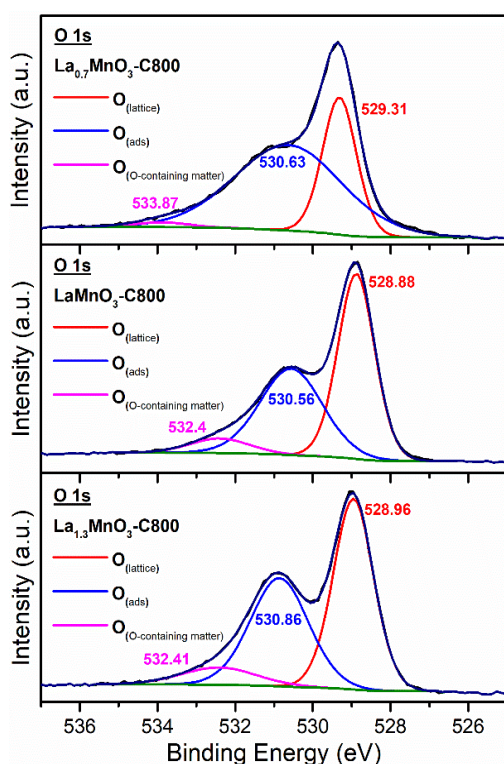 O 1s
La0.7MnO3-C800
O(lattice)
O(ads)
O(O-containing matter)
529.31
530.63
533.87
Intensity (a.u.)
O 1s
LaMnO3-C800
O(lattice)
O(ads)
O(O-containing matter)
528.88
530.56
532.4
Intensity (a.u.)
O 1s
La1.3MnO3-C800
O(lattice)
O(ads)
O(O-containing matter)
528.96
530.86
532.41
Intensity (a.u.)
536 534 532 530 528 526
Binding Energy (eV)